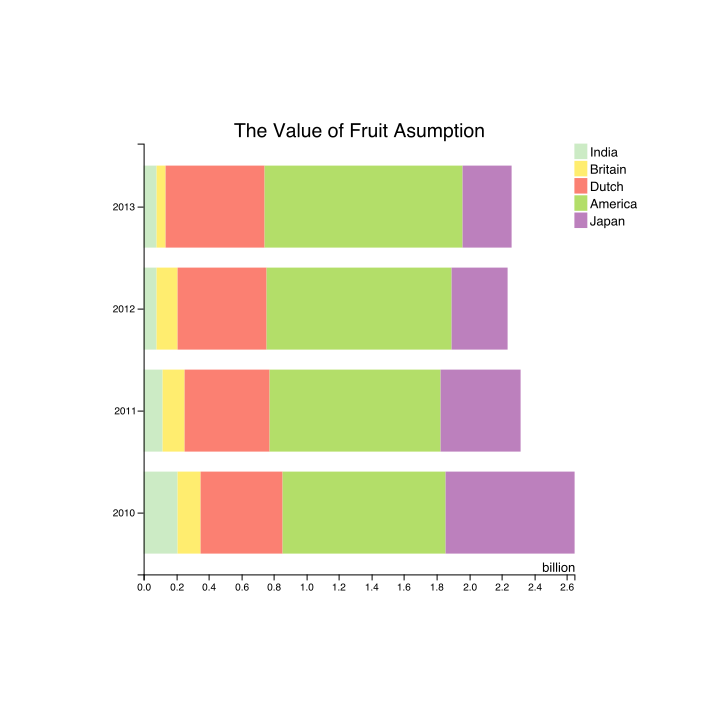 The Value of Fruit Asumption
India
Britain
Dutch
America
Japan
2013
2012
2011
2010
billion
0.0 0.2 0.4 0.6 0.8 1.0 1.2 1.4 1.6 1.8 2.0 2.2 2.4 2.6